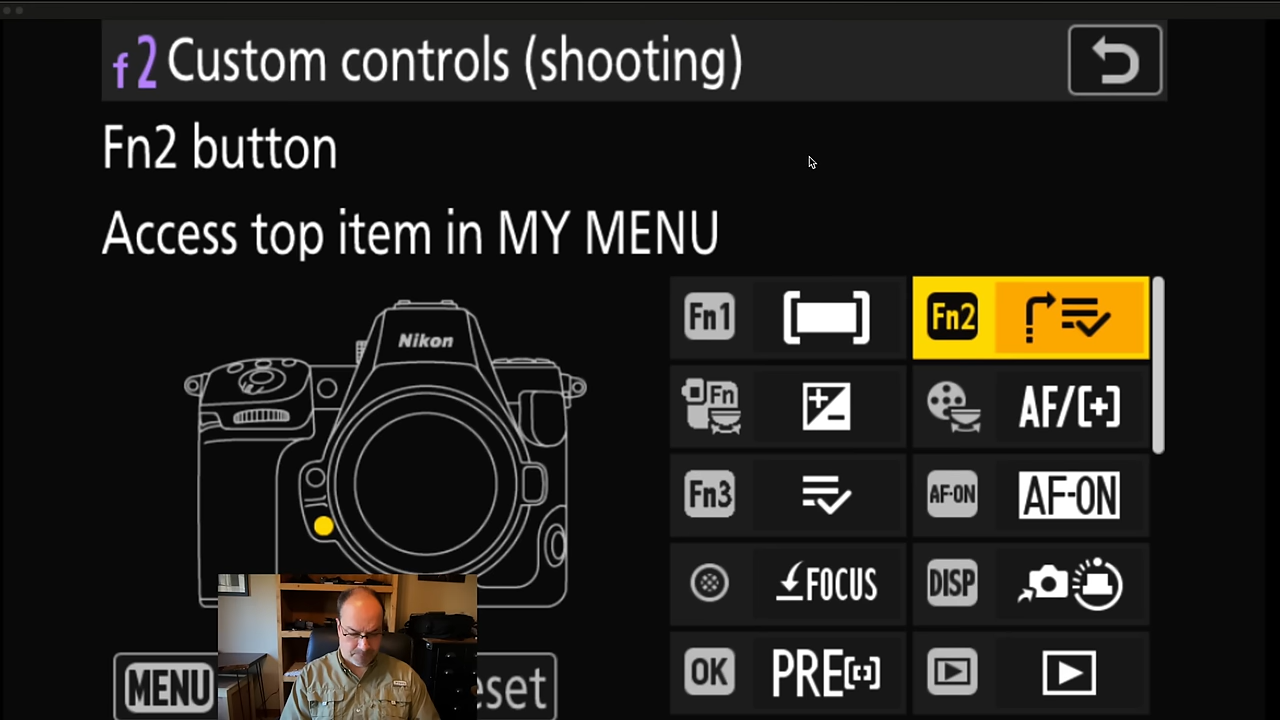 f2 Custom controls (shooting)
Fn2 button
Access top item in MY MENU
Nikon
Fn1
Fn2
Fn
AF/[+]
Fn3
AF-ON
AF-ON
FOCUS
DISP
OK
PRE
MENU
eset